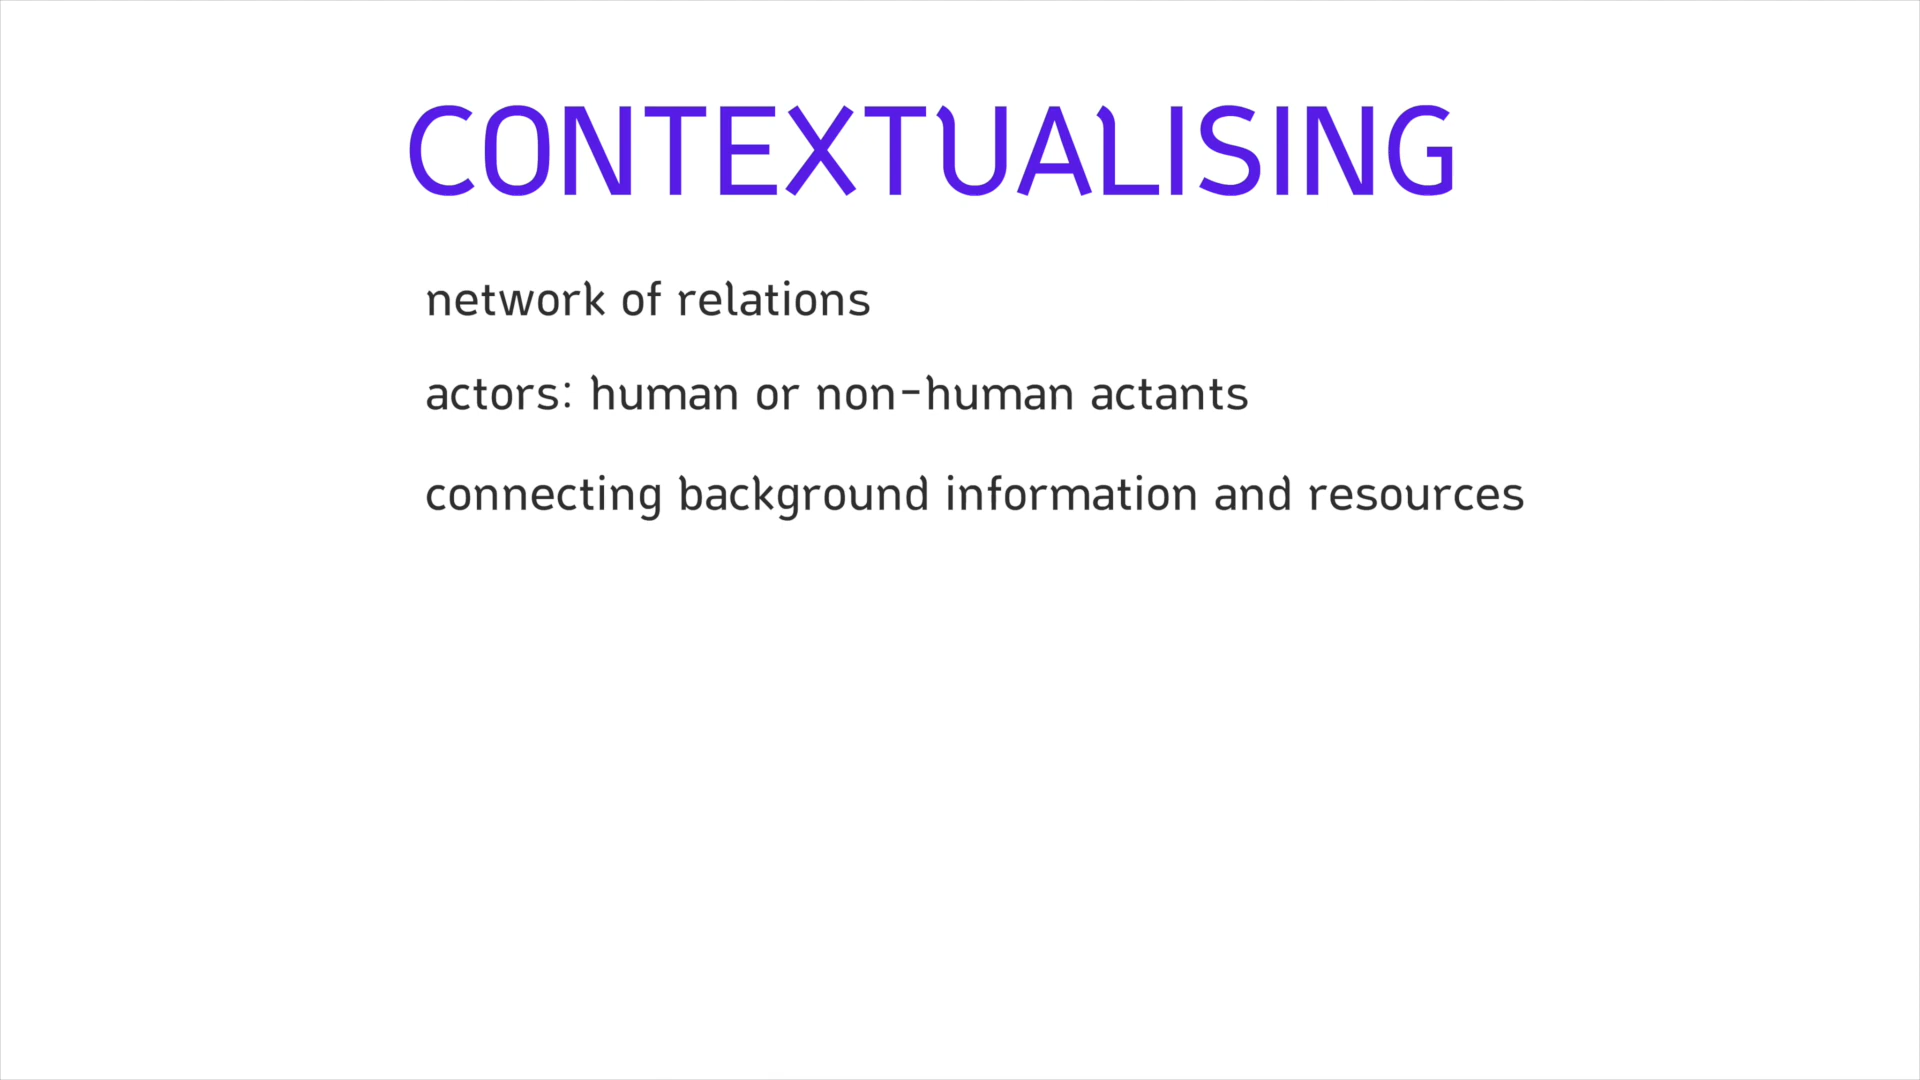 CONTEXTUALISING
network of relations
actors: human or non-human actants
connecting background information and resources